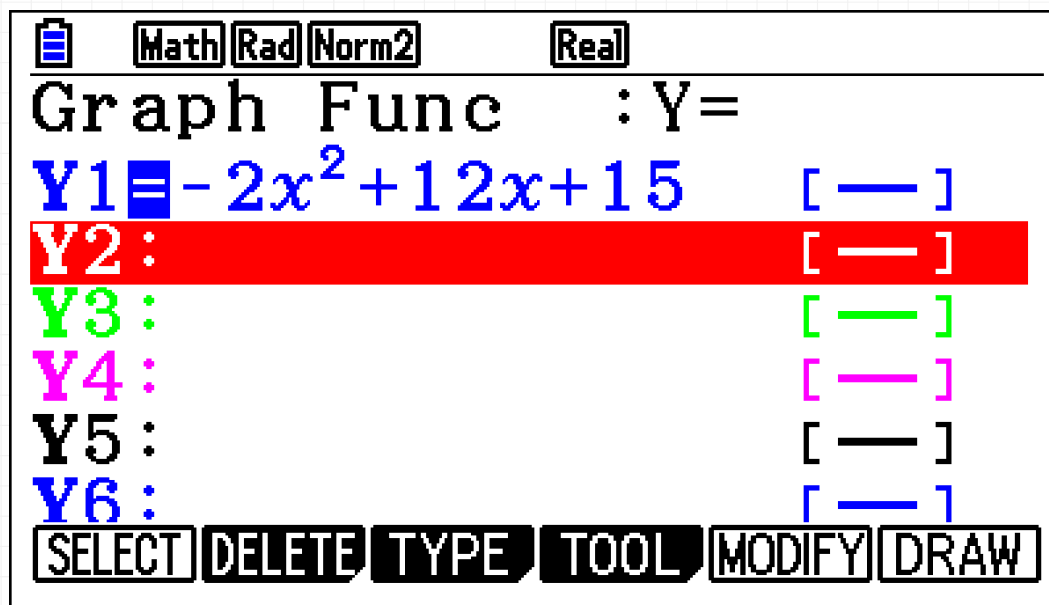 Math Rad Norm2 Real
Graph Func :Y=
Y1=-2x²+12x+15 [—]
Y2: [—]
Y3: [—]
Y4: [—]
Y5: [—]
Y6: [—]
SELECT DELETE TYPE TOOL MODIFY DRAW